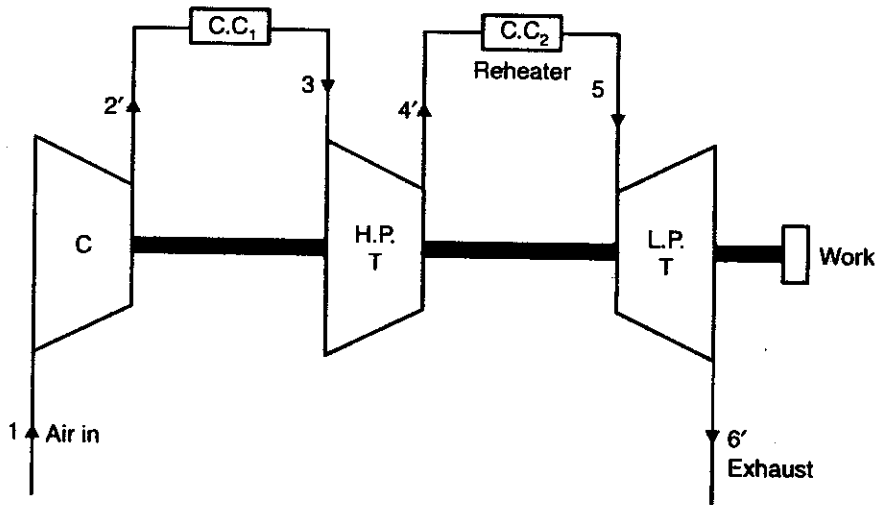 C.C₁
C.C₂
Reheater
2′
3
4′
5
C
H.P.
T
L.P.
T
Work
1
Air in
6′
Exhaust